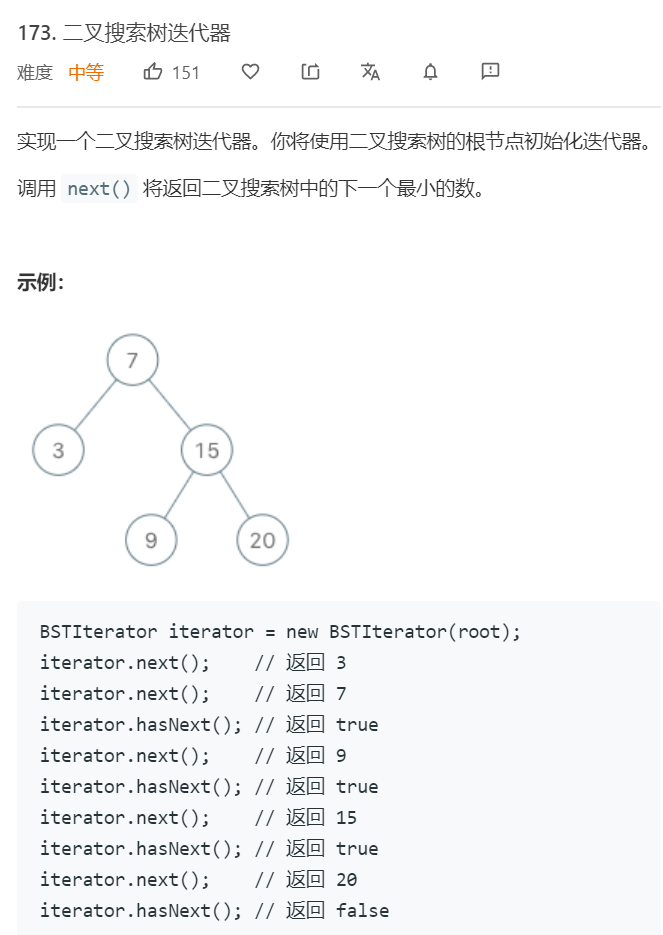 173. 二叉搜索树迭代器
难度 中等 151
实现一个二叉搜索树迭代器。你将使用二叉搜索树的根节点初始化迭代器。
调用 next() 将返回二叉搜索树中的下一个最小的数。
示例：
7
3 15
9 20
BSTIterator iterator = new BSTIterator(root);
iterator.next();    // 返回 3
iterator.next();    // 返回 7
iterator.hasNext(); // 返回 true
iterator.next();    // 返回 9
iterator.hasNext(); // 返回 true
iterator.next();    // 返回 15
iterator.hasNext(); // 返回 true
iterator.next();    // 返回 20
iterator.hasNext(); // 返回 false